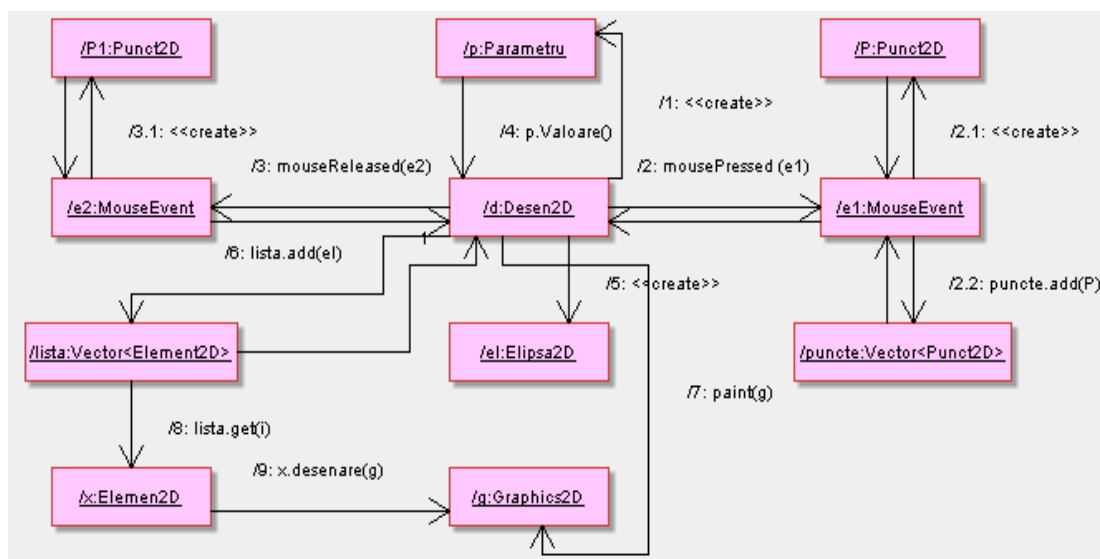 /P1:Punct2D
/p:Parametru
/P:Punct2D
/1: <<create>>
/3.1: <<create>>
/4: p.Valoare()
/2.1: <<create>>
/3: mouseReleased(e2)
/2: mousePressed (e1)
/e2:MouseEvent
/d:Desen2D
/e1:MouseEvent
/6: lista.add(el)
/5: <<create>>
/2.2: puncte.add(P)
/lista:Vector<Element2D>
/el:Elipsa2D
/puncte:Vector<Punct2D>
/7: paint(g)
/8: lista.get(i)
/9: x.desenare(g)
/x:Elemen2D
/g:Graphics2D